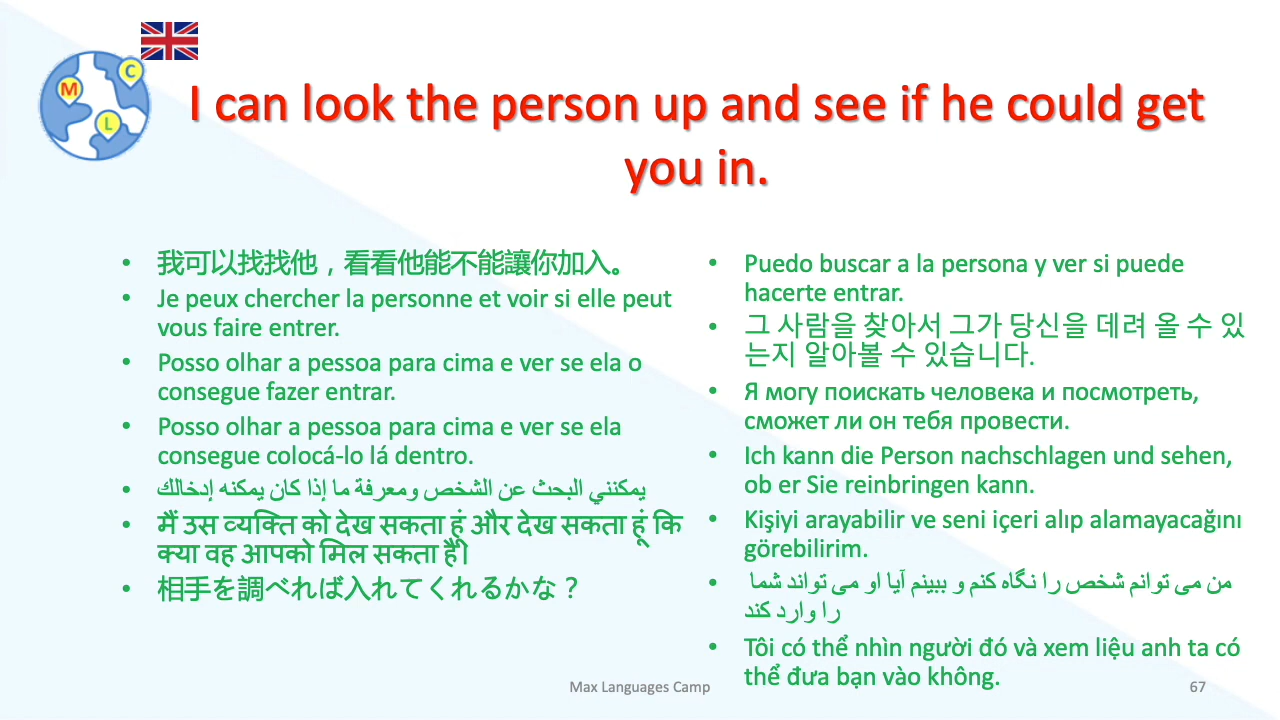 M
C
L
I can look the person up and see if he could get
you in.
• 我可以找找他，看看他能不能讓你加入。
• Je peux chercher la personne et voir si elle peut
vous faire entrer.
• Posso olhar a pessoa para cima e ver se ela o
consegue fazer entrar.
• Posso olhar a pessoa para cima e ver se ela
consegue colocá-lo lá dentro.
• يمكنني البحث عن الشخص ومعرفة ما إذا كان يمكنه إدخالك
• मैं उस व्यक्ति को देख सकता हूं और देख सकता हूं कि
क्या वह आपको मिल सकता है।
• 相手を調べれば入れてくれるかな？
• Puedo buscar a la persona y ver si puede
hacerte entrar.
• 그 사람을 찾아서 그가 당신을 데려 올 수 있
는지 알아볼 수 있습니다.
• Я могу поискать человека и посмотреть,
сможет ли он тебя провести.
• Ich kann die Person nachschlagen und sehen,
ob er Sie reinbringen kann.
• Kişiyi arayabilir ve seni içeri alıp alamayacağını
görebilirim.
• من می توانم شخص را نگاه کنم و ببینم آیا او می تواند شما
را وارد کند
• Tôi có thể nhìn người đó và xem liệu anh ta có
thể đưa bạn vào không.
Max Languages Camp
67